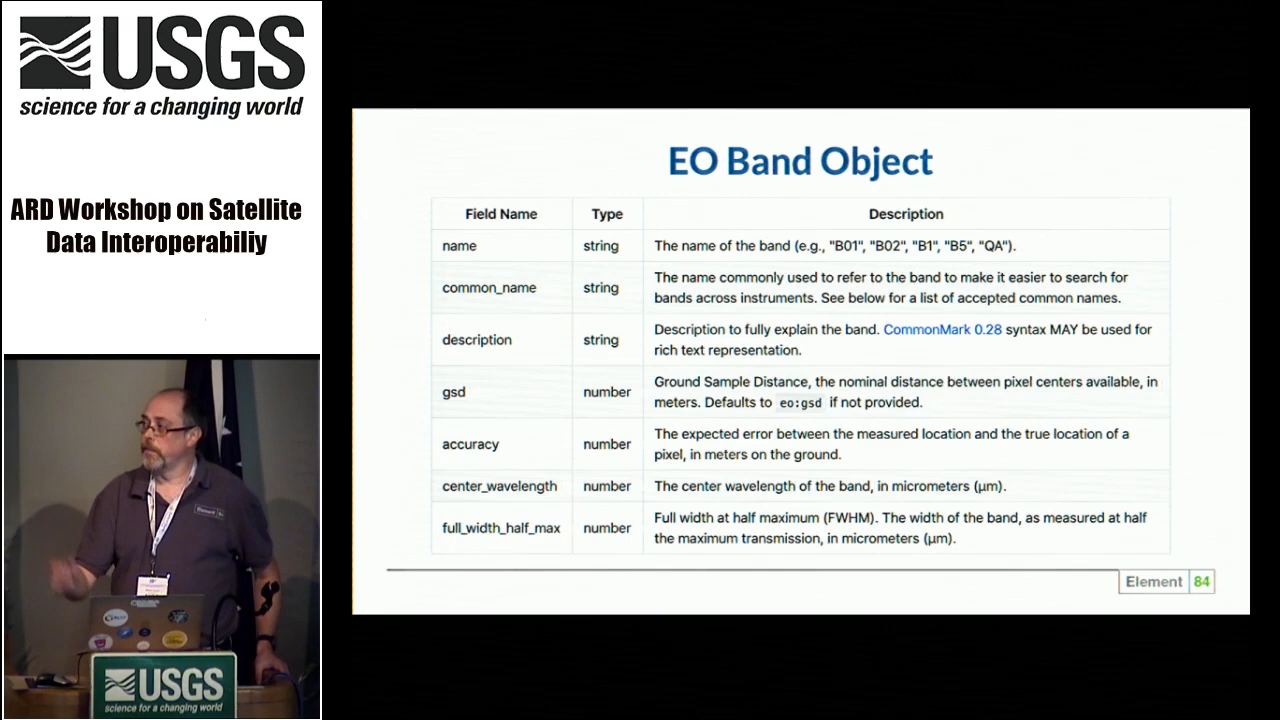 USGS
science for a changing world
ARD Workshop on Satellite
Data Interoperabiliy
EO Band Object
Field Name Type Description
name string The name of the band (e.g., "B01", "B02", "B1", "B5", "QA").
common_name string The name commonly used to refer to the band to make it easier to search for
bands across instruments. See below for a list of accepted common names.
description string Description to fully explain the band. CommonMark 0.28 syntax MAY be used for
rich text representation.
gsd number Ground Sample Distance, the nominal distance between pixel centers available, in
meters. Defaults to eo:gsd if not provided.
accuracy number The expected error between the measured location and the true location of a
pixel, in meters on the ground.
center_wavelength number The center wavelength of the band, in micrometers (μm).
full_width_half_max number Full width at half maximum (FWHM). The width of the band, as measured at half
the maximum transmission, in micrometers (μm).
Element 84
Element
USGS
science for a changing world